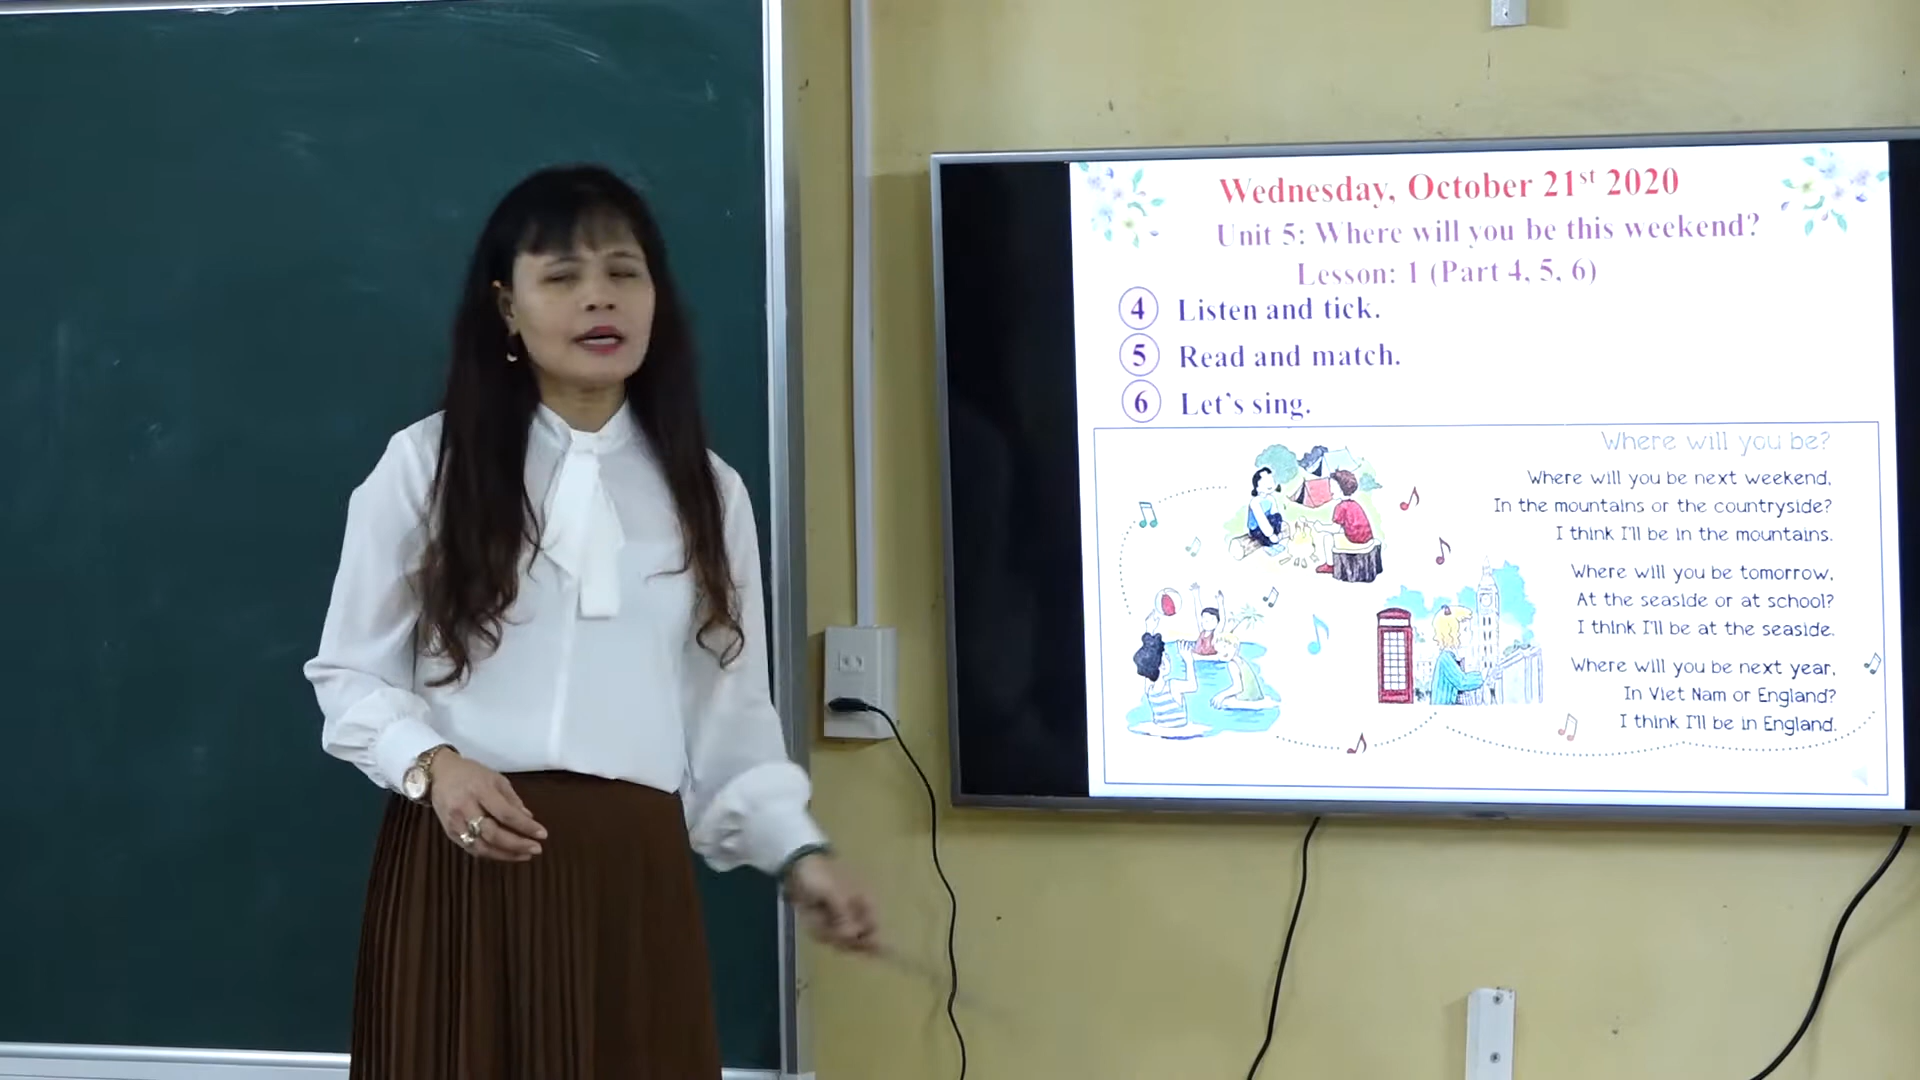 Wednesday, October 21st 2020
Unit 5: Where will you be this weekend?
Lesson: 1 (Part 4, 5, 6)
4 Listen and tick.
5 Read and match.
6 Let's sing.
Where will you be?
Where will you be next weekend,
In the mountains or the countryside?
I think I'll be in the mountains.
Where will you be tomorrow,
At the seaside or at school?
I think I'll be at the seaside.
Where will you be next year,
In Viet Nam or England?
I think I'll be in England.